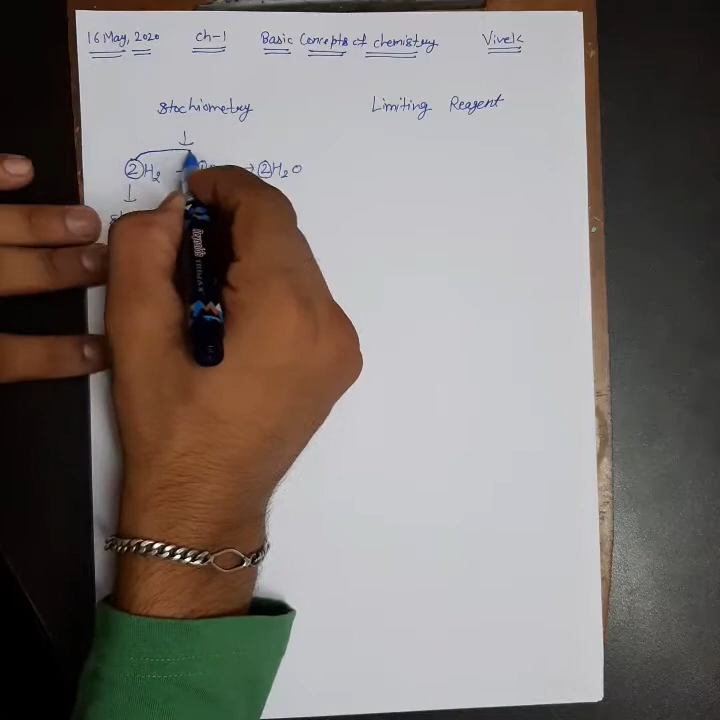 16 May, 2020 Ch-1 Basic Concepts of chemistry Vivek
Stochiometry Limiting Reagent
2H2 → 2H2O